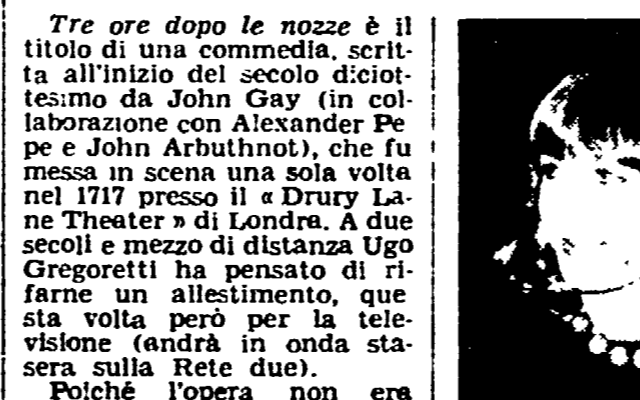 Tre ore dopo le nozze è il
titolo di una commedia, scrit-
ta all'inizio del secolo diciot-
tesimo da John Gay (in col-
laborazione con Alexander Pe
pe e John Arbuthnot), che fu
messa in scena una sola volta
nel 1717 presso il « Drury La-
ne Theater » di Londra. A due
secoli e mezzo di distanza Ugo
Gregoretti ha pensato di ri-
farne un allestimento, que
sta volta però per la tele-
visione (andrà in onda sta-
sera sulla Rete due).
Poiché l'opera non era